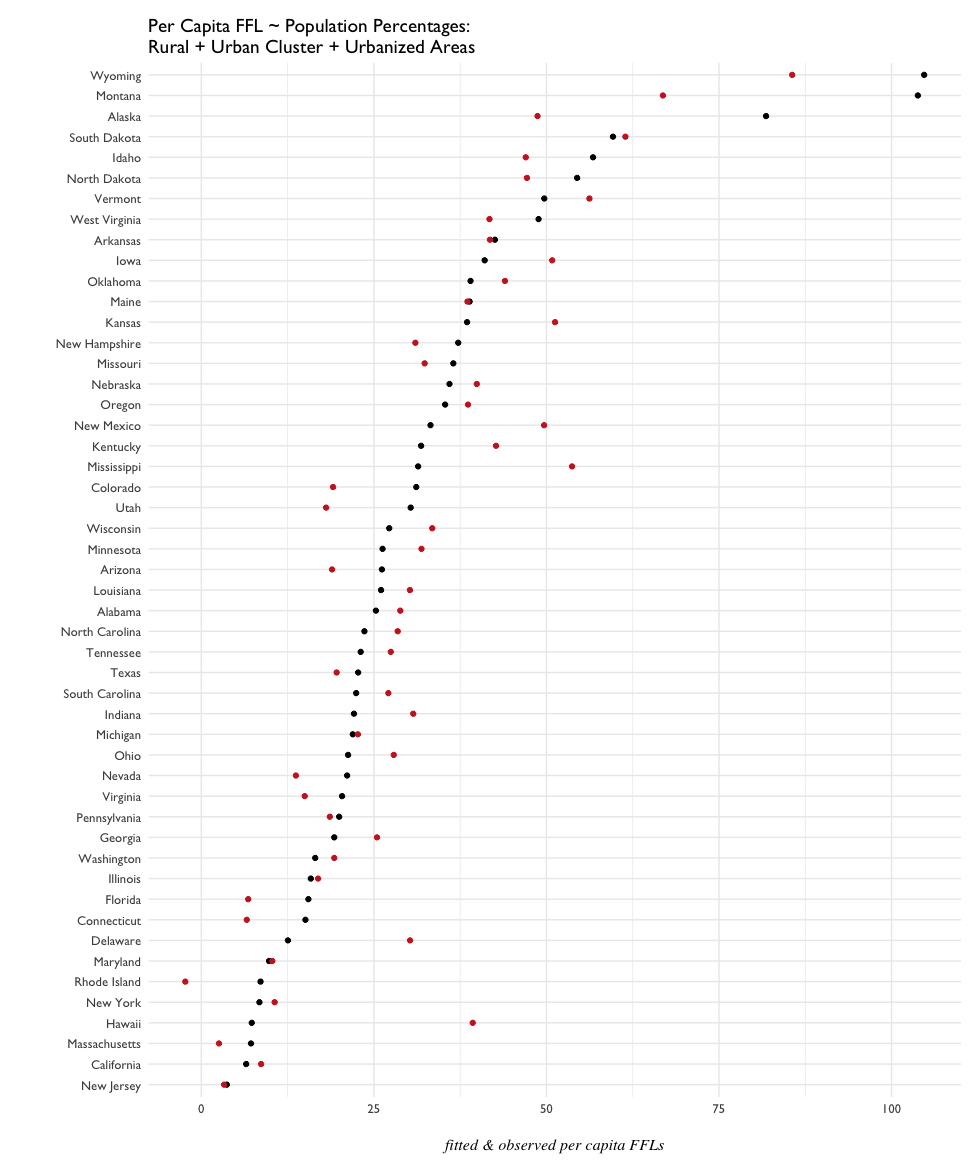 Per Capita FFL ~ Population Percentages:
Rural + Urban Cluster + Urbanized Areas
Wyoming
Montana
Alaska
South Dakota
Idaho
North Dakota
Vermont
West Virginia
Arkansas
Iowa
Oklahoma
Maine
Kansas
New Hampshire
Missouri
Nebraska
Oregon
New Mexico
Kentucky
Mississippi
Colorado
Utah
Wisconsin
Minnesota
Arizona
Louisiana
Alabama
North Carolina
Tennessee
Texas
South Carolina
Indiana
Michigan
Ohio
Nevada
Virginia
Pennsylvania
Georgia
Washington
Illinois
Florida
Connecticut
Delaware
Maryland
Rhode Island
New York
Hawaii
Massachusetts
California
New Jersey
0 25 50 75 100
fitted & observed per capita FFLs